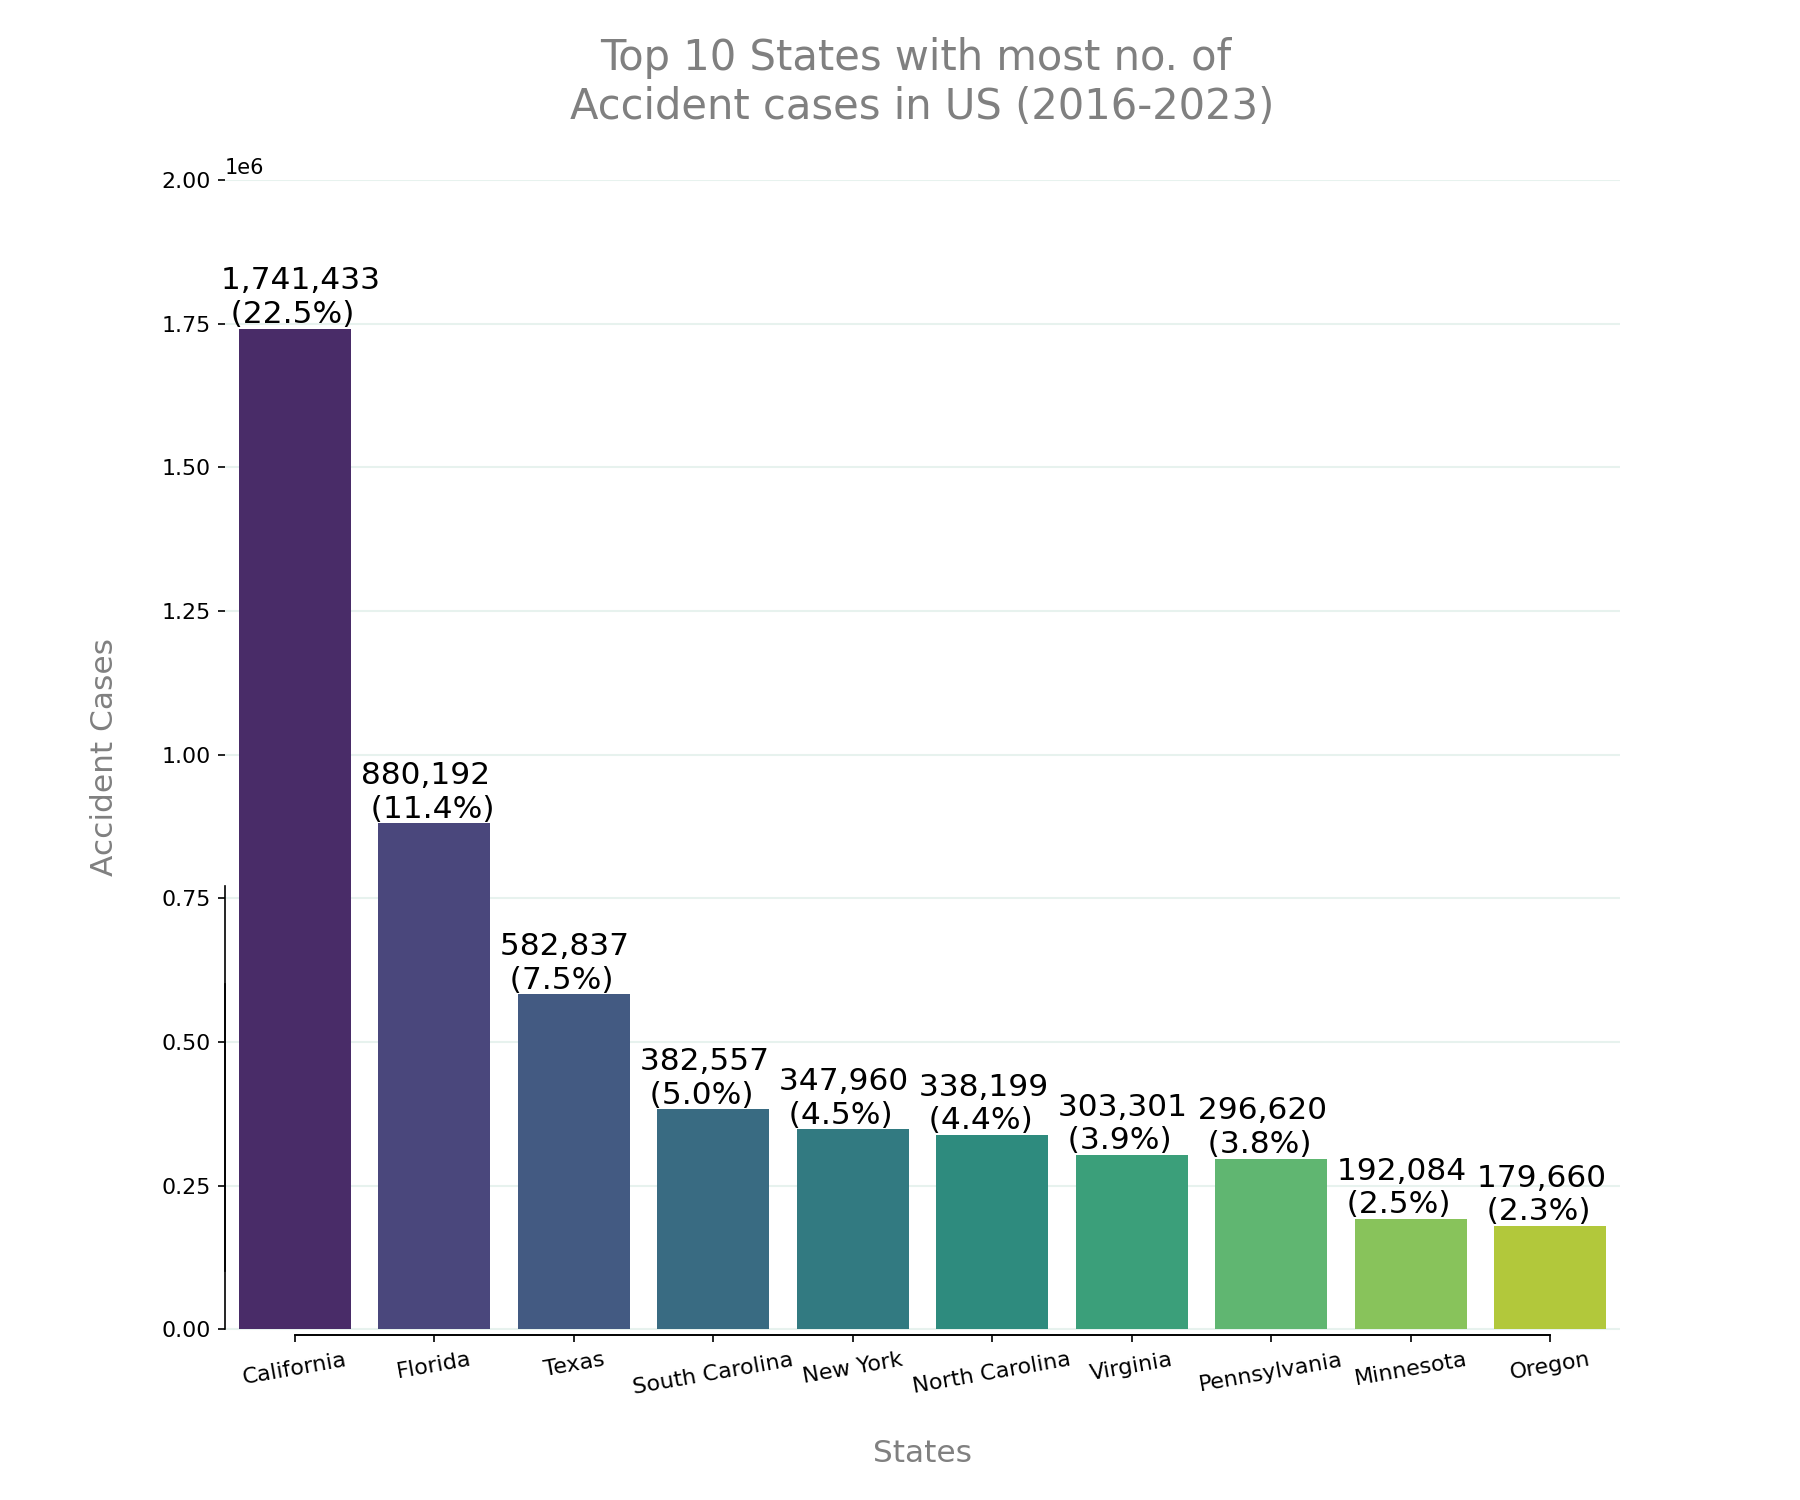 Top 10 States with most no. of
Accident cases in US (2016-2023)
1e6
2.00
1.75
1.50
1.25
1.00
0.75
0.50
0.25
0.00
Accident Cases
1,741,433
(22.5%)
880,192
(11.4%)
582,837
(7.5%)
382,557
(5.0%)
347,960
(4.5%)
338,199
(4.4%)
303,301
(3.9%)
296,620
(3.8%)
192,084
(2.5%)
179,660
(2.3%)
California
Florida
Texas
South Carolina
New York
North Carolina
Virginia
Pennsylvania
Minnesota
Oregon
States